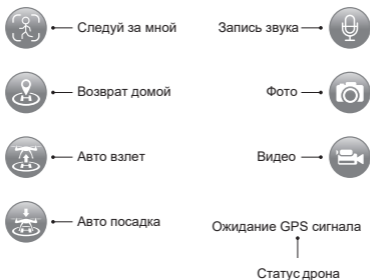 Следуй за мной
Запись звука
Возврат домой
Фото
Авто взлет
Видео
Авто посадка
Ожидание GPS сигнала
Статус дрона